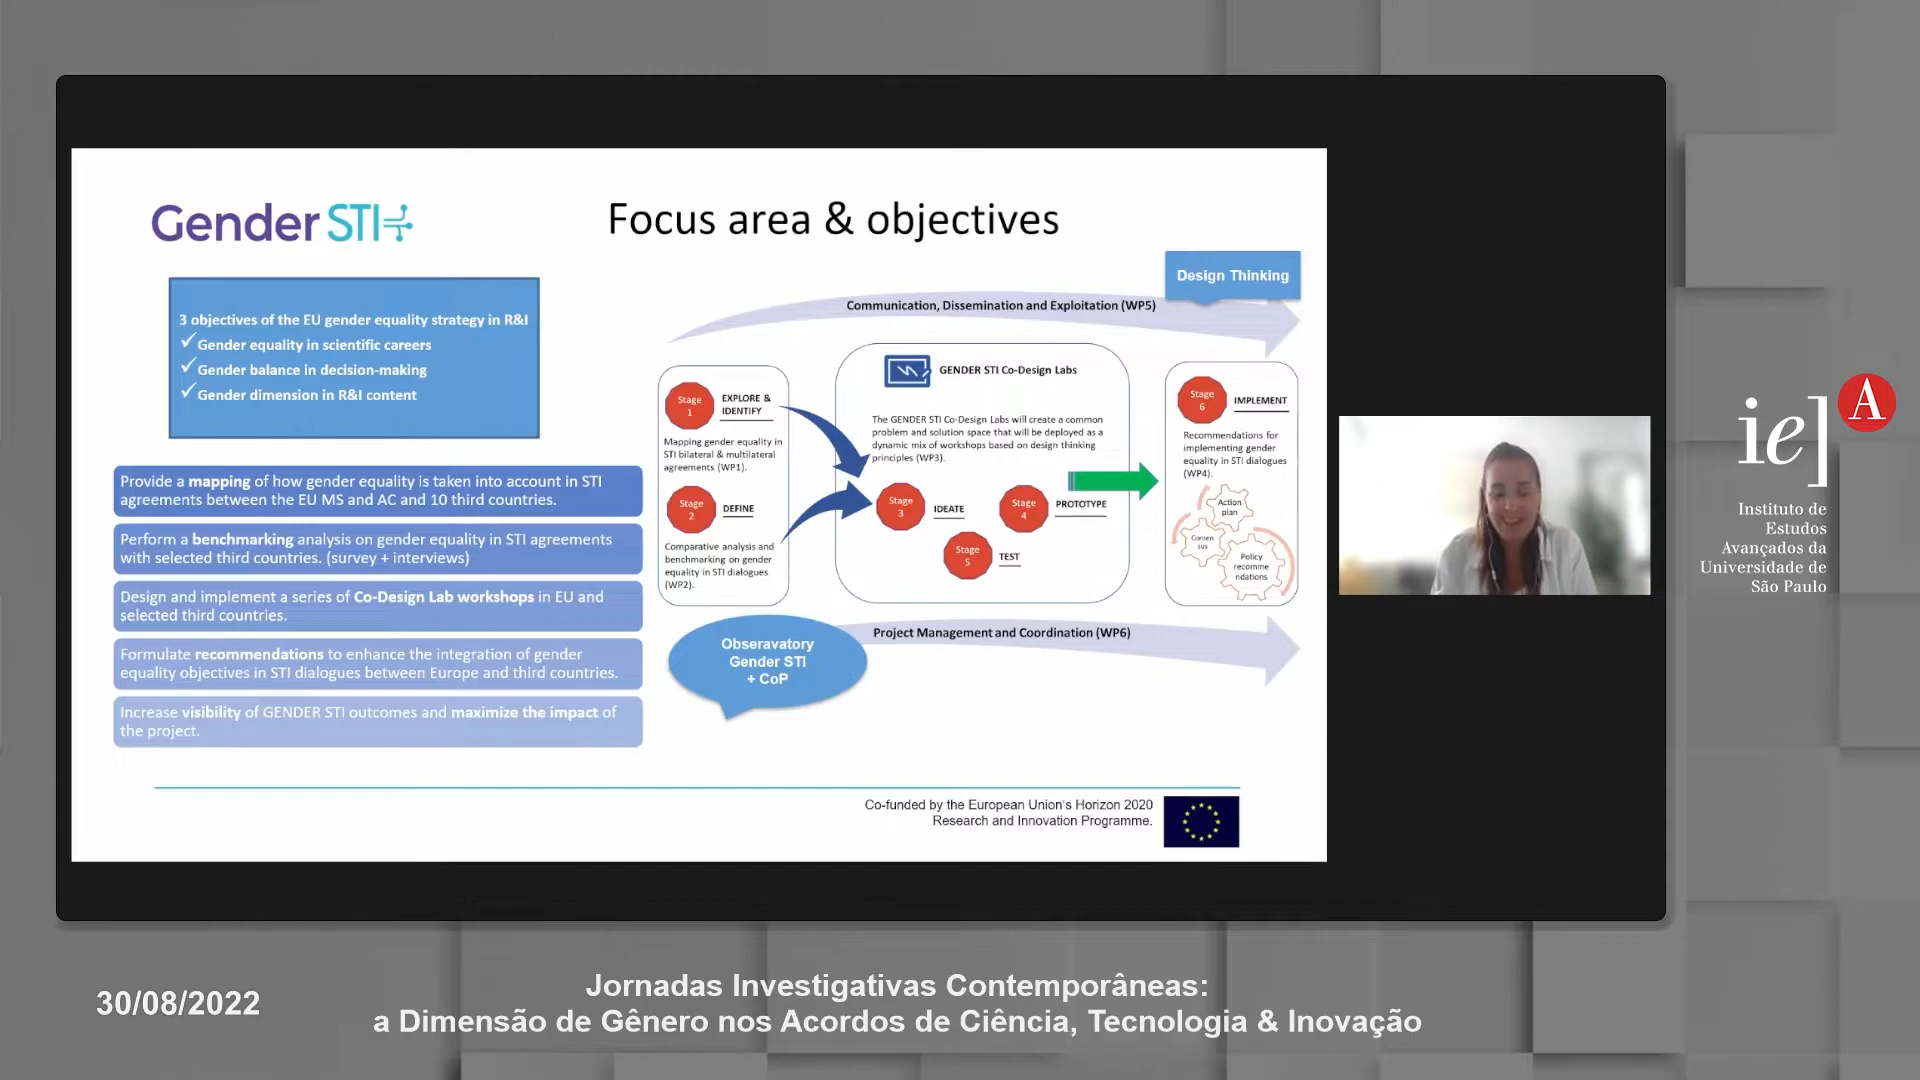 Gender STI
Focus area & objectives
3 objectives of the EU gender equality strategy in R&I
Gender equality in scientific careers
Gender balance in decision-making
Gender dimension in R&I content
Provide a mapping of how gender equality is taken into account in STI
agreements between the EU MS and AC and 10 third countries.
Perform a benchmarking analysis on gender equality in STI agreements
with selected third countries. (survey + interviews)
Design and implement a series of Co-Design Lab workshops in EU and
selected third countries.
Formulate recommendations to enhance the integration of gender
equality objectives in STI dialogues between Europe and third countries.
Increase visibility of GENDER STI outcomes and maximize the impact of
the project.
Design Thinking
Communication, Dissemination and Exploitation (WP5)
Stage
1
EXPLORE &
IDENTIFY
Mapping gender equality in
STI bilateral & multilateral
agreements (WP1).
Stage
2
DEFINE
Comparative analysis and
benchmarking on gender
equality in STI dialogues
(WP2).
GENDER STI Co-Design Labs
The GENDER STI Co-Design Labs will create a common
problem and solution space that will be deployed as a
dynamic mix of workshops based on design thinking
principles (WP3).
Stage
3
IDEATE
Stage
4
PROTOTYPE
Stage
5
TEST
Stage
6
IMPLEMENT
Recommendations for
implementing gender
equality in STI dialogues
(WP4).
Action
plan
Consen
sus
Policy
recomme
ndations
Project Management and Coordination (WP6)
Obseravatory
Gender STI
+ CoP
Co-funded by the European Union's Horizon 2020
Research and Innovation Programme.
ie] A
Instituto de
Estudos
Avançados da
Universidade de
São Paulo
30/08/2022
Jornadas Investigativas Contemporâneas:
a Dimensão de Gênero nos Acordos de Ciência, Tecnologia & Inovação